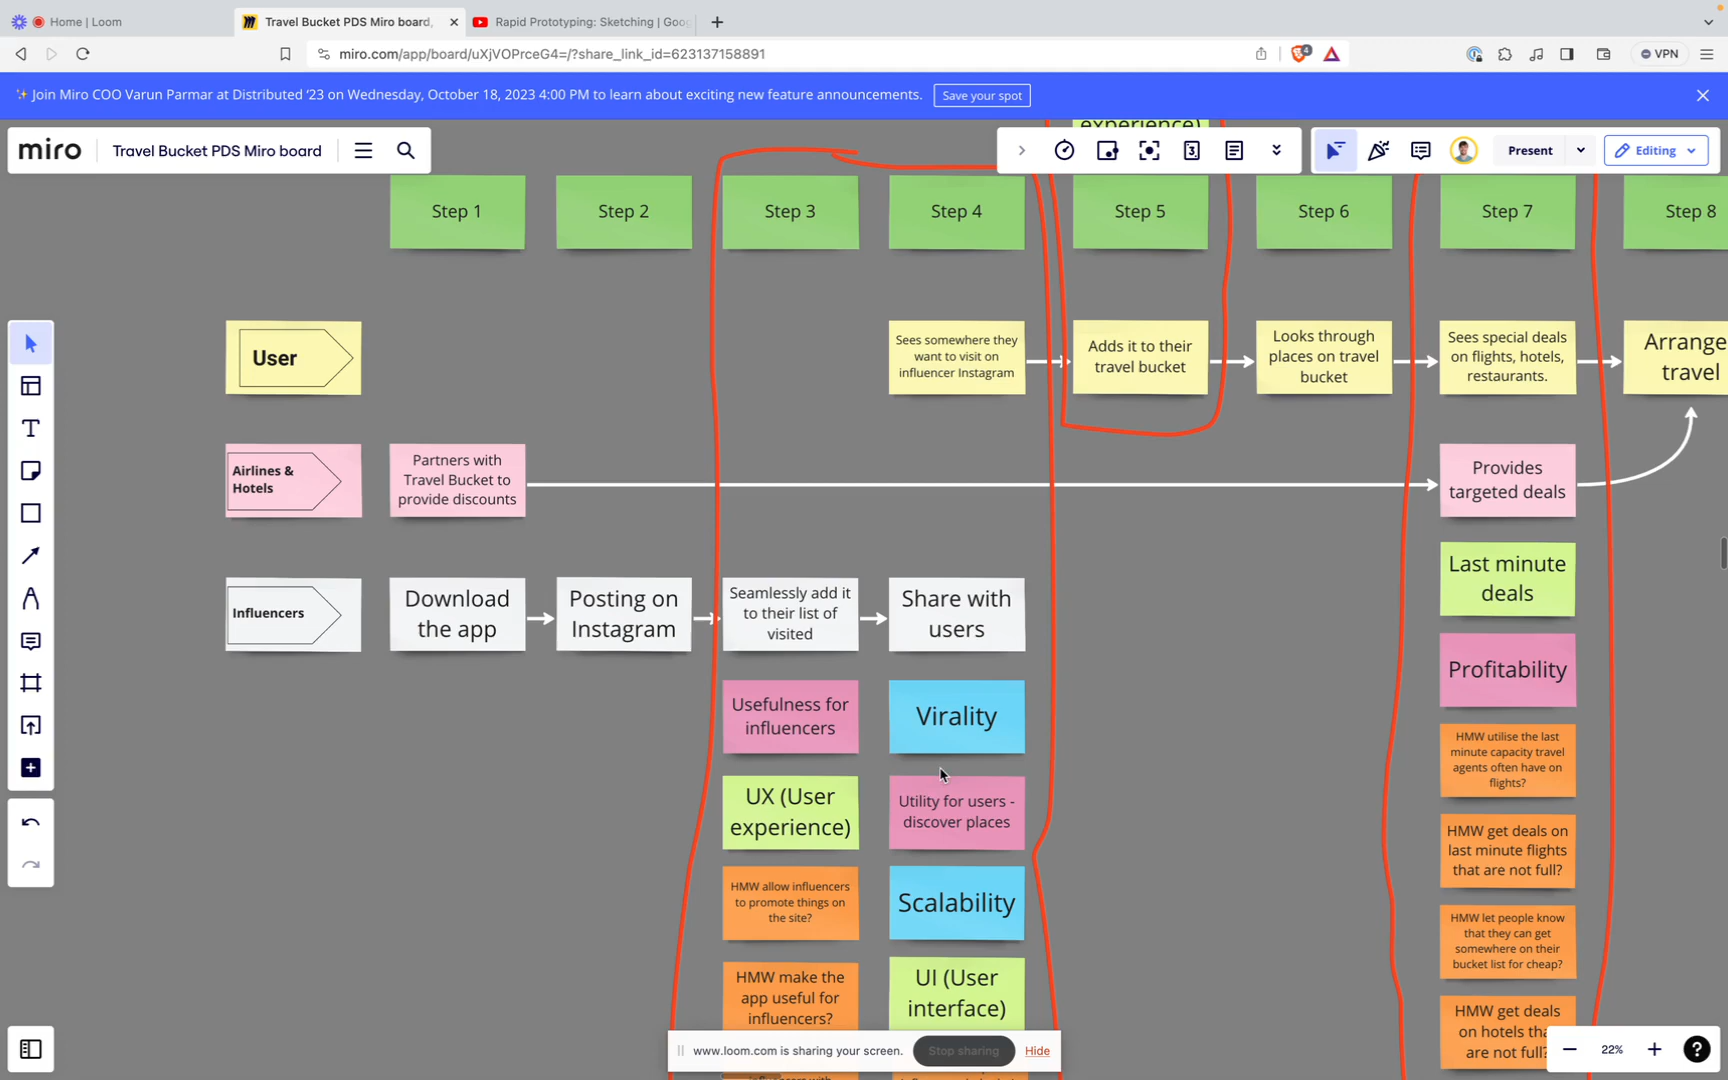 Home | Loom
Travel Bucket PDS Miro board,
Rapid Prototyping: Sketching | Goo
miro.com/app/board/uXjVOPrceG4=/?share_link_id=623137158891
4
VPN
Join Miro COO Varun Parmar at Distributed '23 on Wednesday, October 18, 2023 4:00 PM to learn about exciting new feature announcements.
Save your spot
miro
Travel Bucket PDS Miro board
experience)
3
Present
Editing
Step 1
Step 2
Step 3
Step 4
Step 5
Step 6
Step 7
Step 8
User
Sees somewhere they
want to visit on
influencer Instagram
Adds it to their
travel bucket
Looks through
places on travel
bucket
Sees special deals
on flights, hotels,
restaurants.
Arrange
travel
Airlines &
Hotels
Partners with
Travel Bucket to
provide discounts
Provides
targeted deals
Last minute
deals
Influencers
Download
the app
Posting on
Instagram
Seamlessly add it
to their list of
visited
Share with
users
Profitability
Usefulness for
influencers
Virality
HMW utilise the last
minute capacity travel
agents often have on
flights?
UX (User
experience)
Utility for users -
discover places
HMW get deals on
last minute flights
that are not full?
HMW allow influencers
to promote things on
the site?
Scalability
HMW let people know
that they can get
somewhere on their
bucket list for cheap?
HMW make the
app useful for
influencers?
UI (User
interface)
HMW get deals
on hotels tha
are not full?
www.loom.com is sharing your screen.
Stop sharing
Hide
22%
?